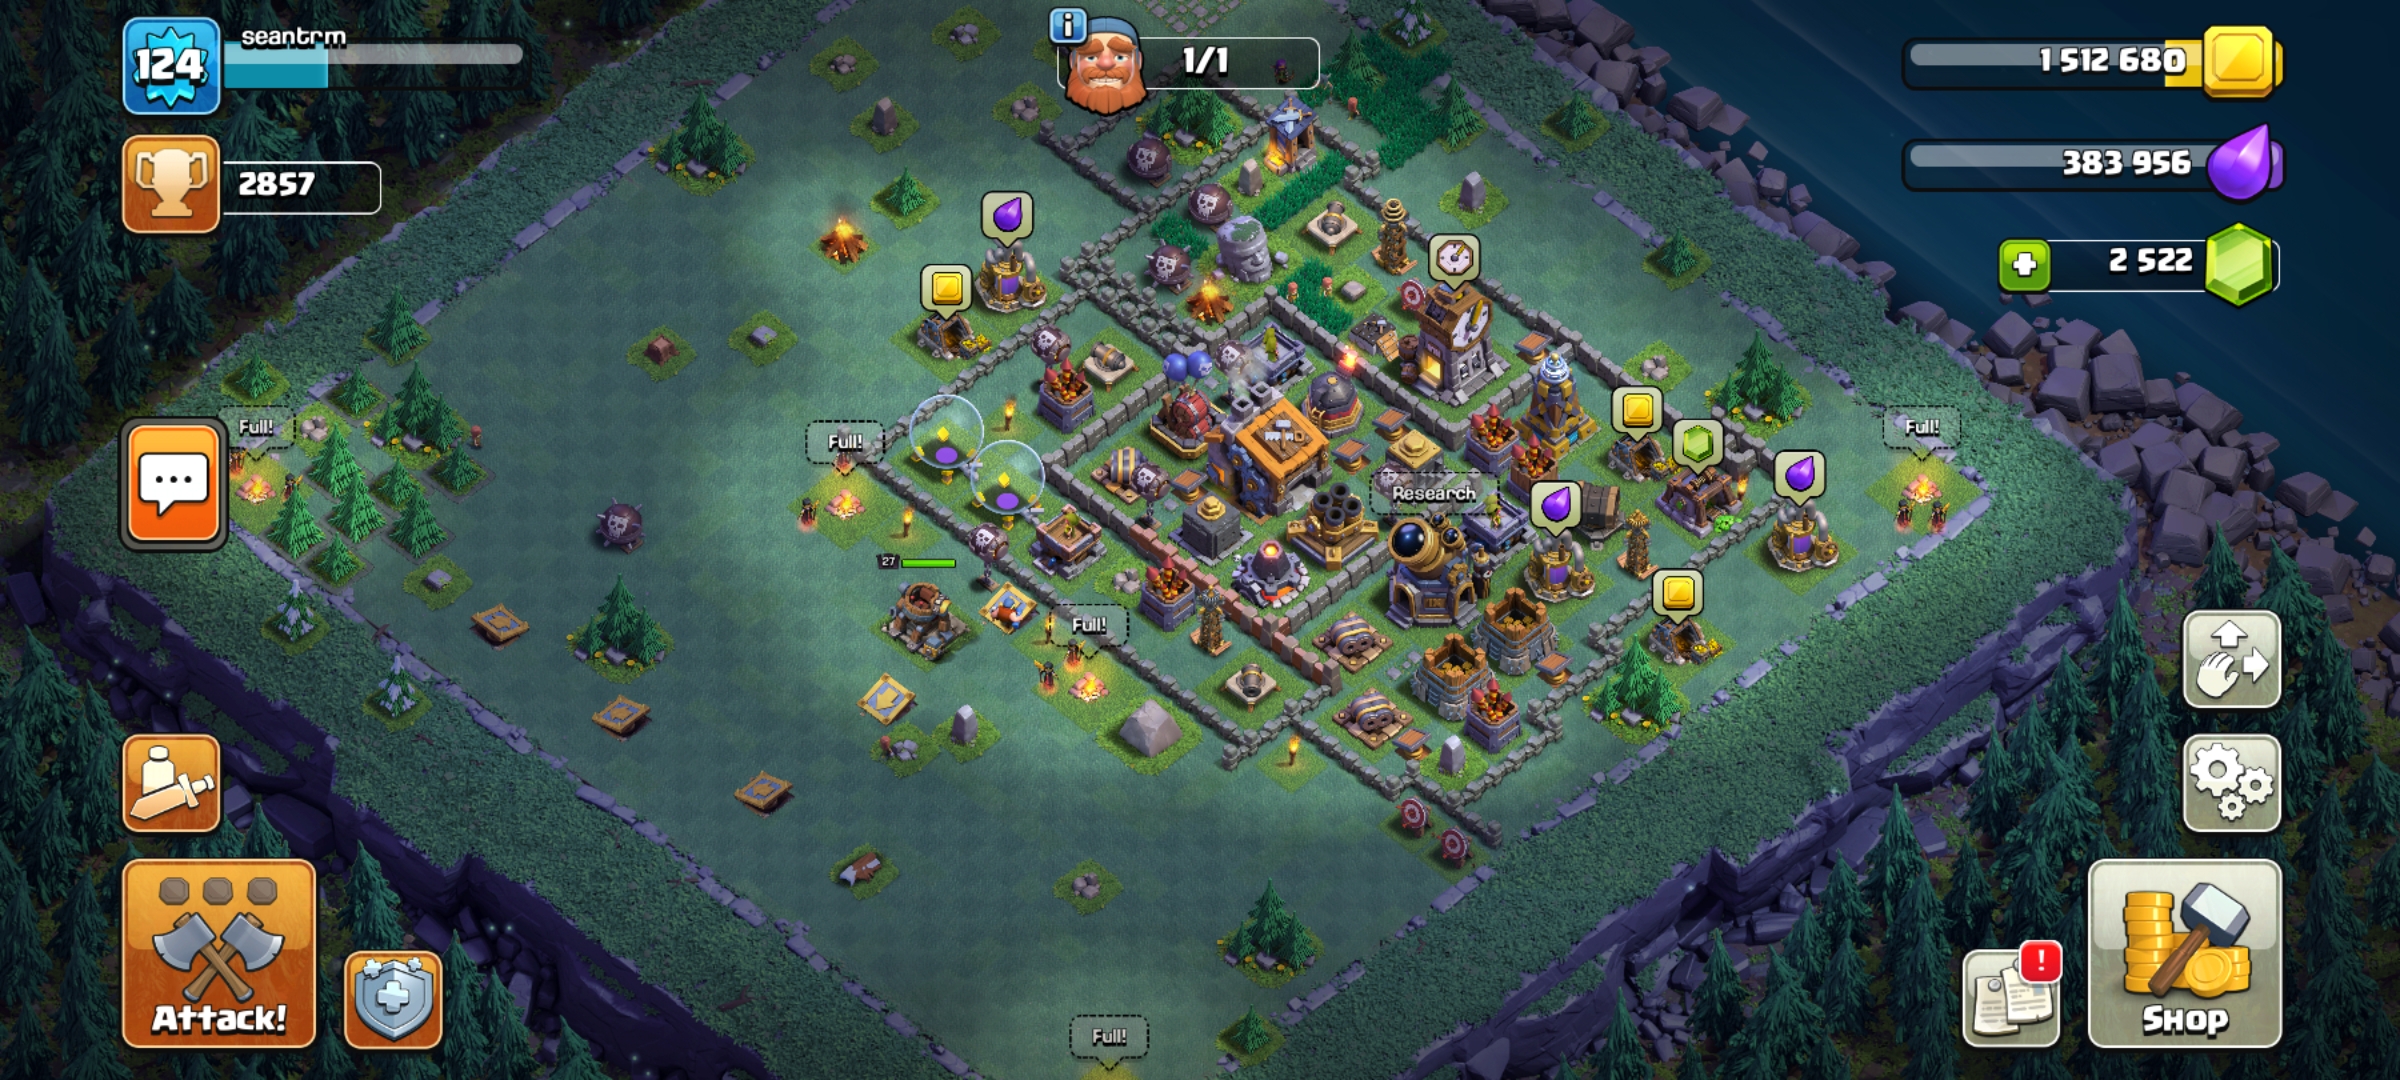 124
seantrm
1/1
1 512 680
2857
383 956
2 522
Full!
Full!
Full!
Research
27
Full!
Attack!
!
Shop
Full!